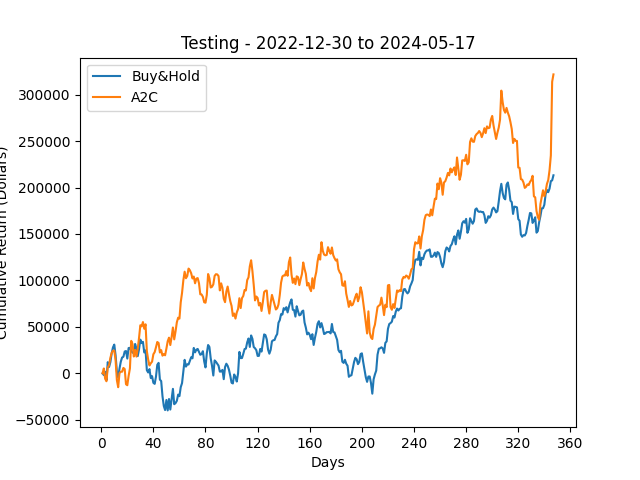 Testing - 2022-12-30 to 2024-05-17
Buy&Hold
A2C
300000
250000
200000
150000
100000
50000
0
−50000
Cumulative Return (Dollars)
0 40 80 120 160 200 240 280 320 360
Days